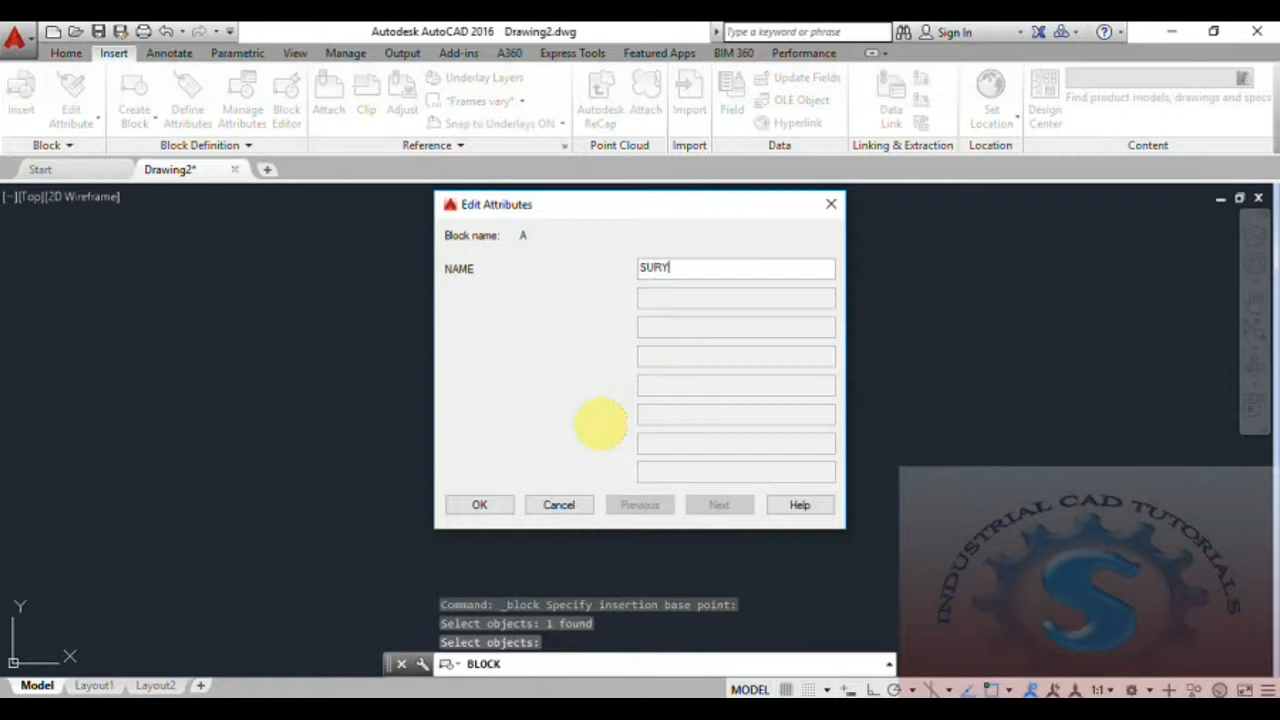 Autodesk AutoCAD 2016 Drawing2.dwg
Type a keyword or phrase
Sign In
Home Insert Annotate Parametric View Manage Output Add-ins A360 Express Tools Featured Apps BIM 360 Performance
Insert
Edit Attribute
Create Block
Define Attributes
Manage Attributes
Block Editor
Attach
Clip
Adjust
Underlay Layers
*Frames vary*
Snap to Underlays ON
Autodesk ReCap
Attach
Import
Field
Update Fields
OLE Object
Hyperlink
Data Link
Set Location
Design Center
Find product models, drawings and specs
Block Block Definition Reference Point Cloud Import Data Linking & Extraction Location Content
Start Drawing2*
[−][Top][2D Wireframe]
Edit Attributes
Block name: A
NAME SURY
OK Cancel Previous Next Help
INDUSTRIAL CAD TUTORIALS
S
Command: _block Specify insertion base point:
Select objects: 1 found
Select objects:
BLOCK
Y
X
Model Layout1 Layout2
MODEL 1:1